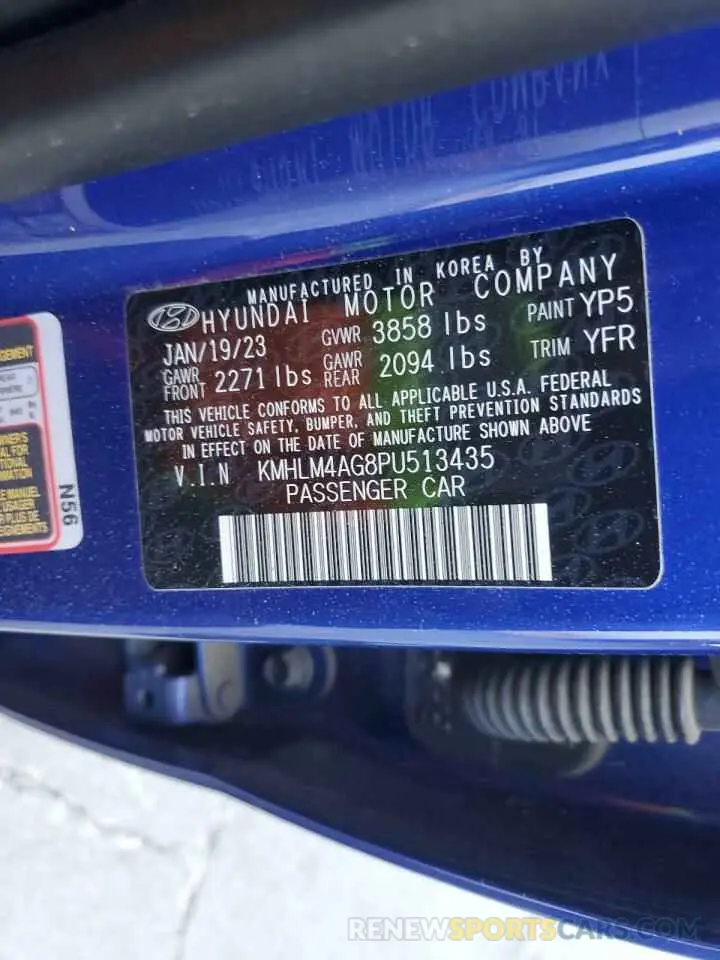 MANUFACTURED IN KOREA BY
HYUNDAI MOTOR COMPANY
JAN/19/23 GVWR 3858 lbs PAINT YP5
GAWR FRONT 2271 lbs GAWR REAR 2094 lbs TRIM YFR
THIS VEHICLE CONFORMS TO ALL APPLICABLE U.S.A. FEDERAL
MOTOR VEHICLE SAFETY, BUMPER, AND THEFT PREVENTION STANDARDS
IN EFFECT ON THE DATE OF MANUFACTURE SHOWN ABOVE
V.I.N KMHLM4AG8PU513435
PASSENGER CAR
N56
RENEWSPORTSCARS.COM